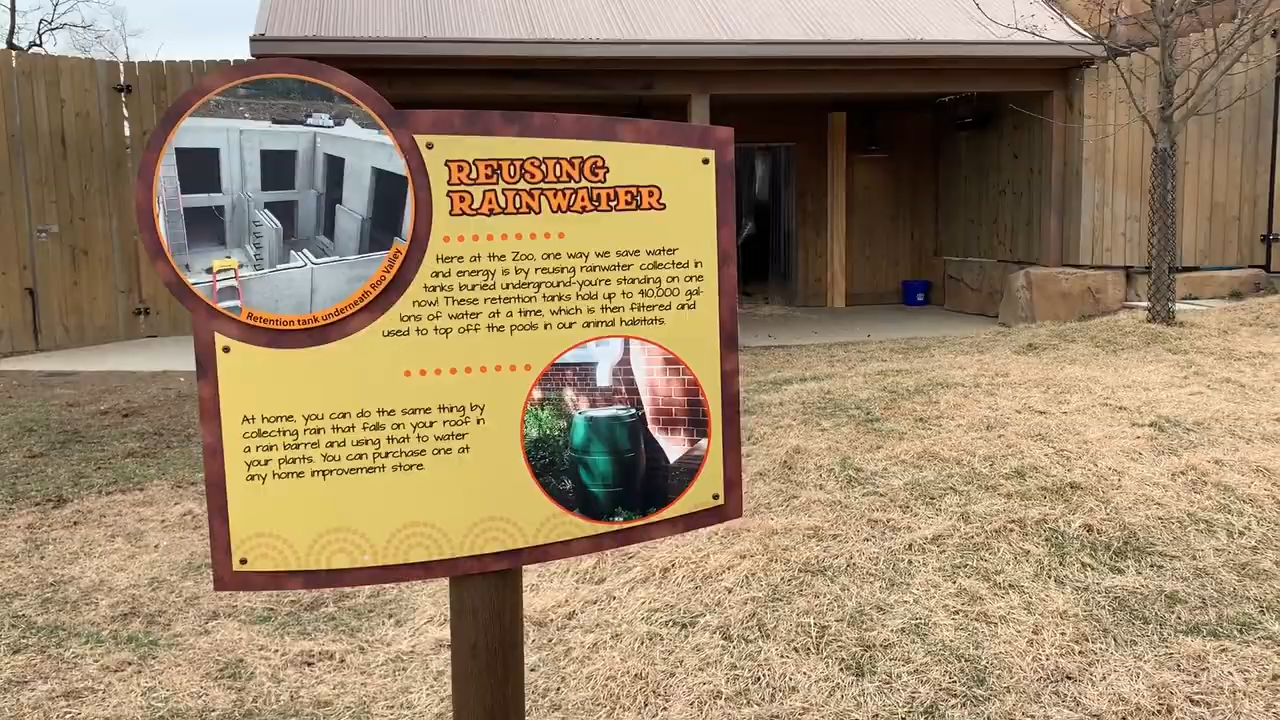 REUSING
RAINWATER
Here at the Zoo, one way we save water
and energy is by reusing rainwater collected in
tanks buried underground-you're standing on one
now! These retention tanks hold up to 410,000 gal-
lons of water at a time, which is then filtered and
used to top off the pools in our animal habitats.
Retention tank underneath Roo Valley
At home, you can do the same thing by
collecting rain that falls on your roof in
a rain barrel and using that to water
your plants. You can purchase one at
any home improvement store.